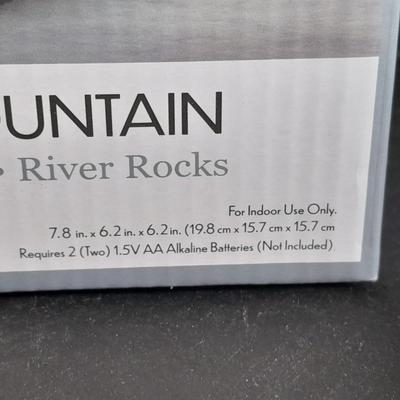 OUNTAIN
• River Rocks
For Indoor Use Only.
7.8 in. x 6.2 in. x 6.2 in. (19.8 cm x 15.7 cm x 15.7 cm
Requires 2 (Two) 1.5V AA Alkaline Batteries (Not Included)